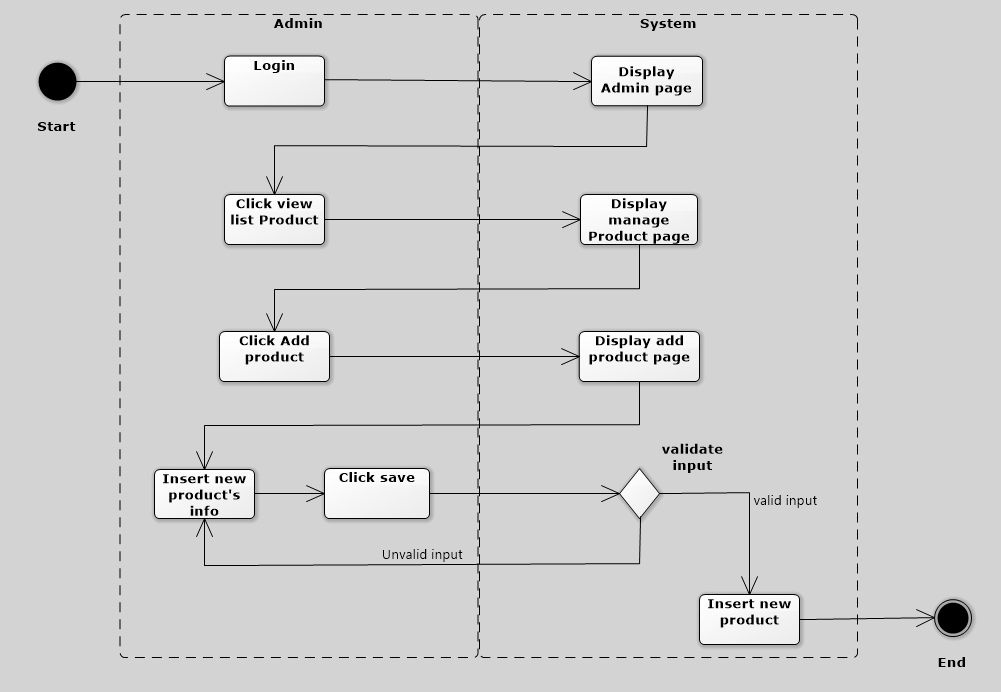 Admin
System
Login
Display
Admin page
Start
Click view
list Product
Display
manage
Product page
Click Add
product
Display add
product page
validate
input
Insert new
product's
info
Click save
valid input
Unvalid input
Insert new
product
End